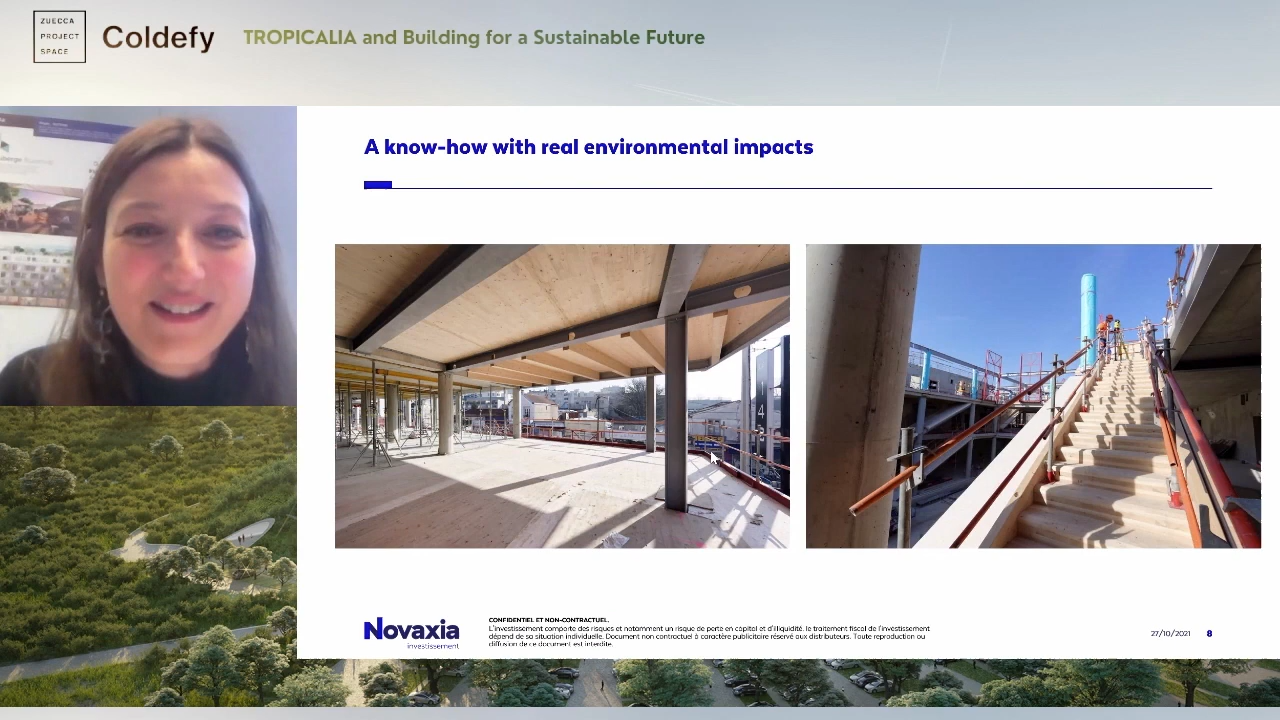 ZUECCA
PROJECT
SPACE
Coldefy
TROPICALIA and Building for a Sustainable Future
A know-how with real environmental impacts
4
Novaxia
investissement
CONFIDENTIEL ET NON-CONTRACTUEL.
L'investissement comporte des risques et notamment un risque de perte en capital et d'illiquidité, le traitement fiscal de l'investissement
dépend de sa situation individuelle. Document non contractuel à caractère publicitaire réservé aux distributeurs. Toute reproduction ou
diffusion de ce document est interdite.
27/10/2021 8